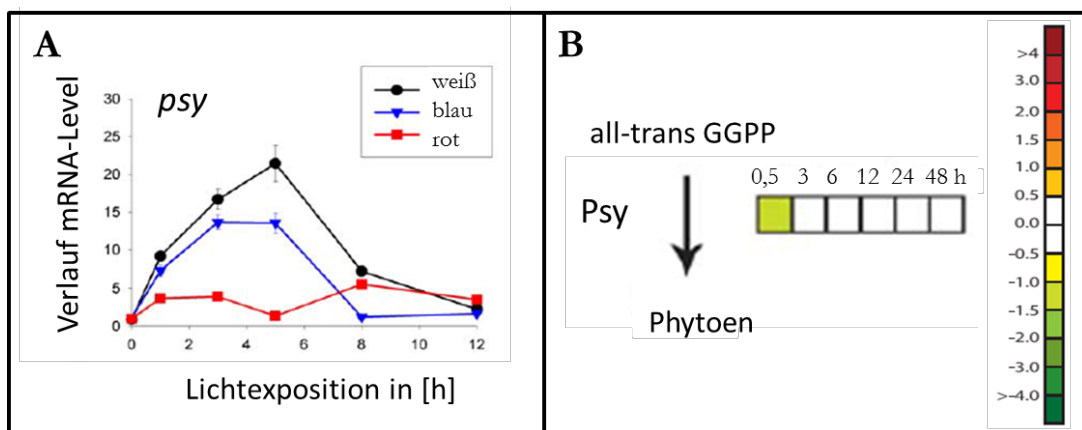 A
psy
Verlauf mRNA-Level
30
25
20
15
10
5
0
0 2 4 6 8 10 12
Lichtexposition in [h]
weiß
blau
rot
B
all-trans GGPP
0,5 3 6 12 24 48 h
Psy
Phytoen
>4
3.0
2.0
1.5
1.0
0.5
0.0
-0.5
-1.0
-1.5
-2.0
-3.0
>-4.0